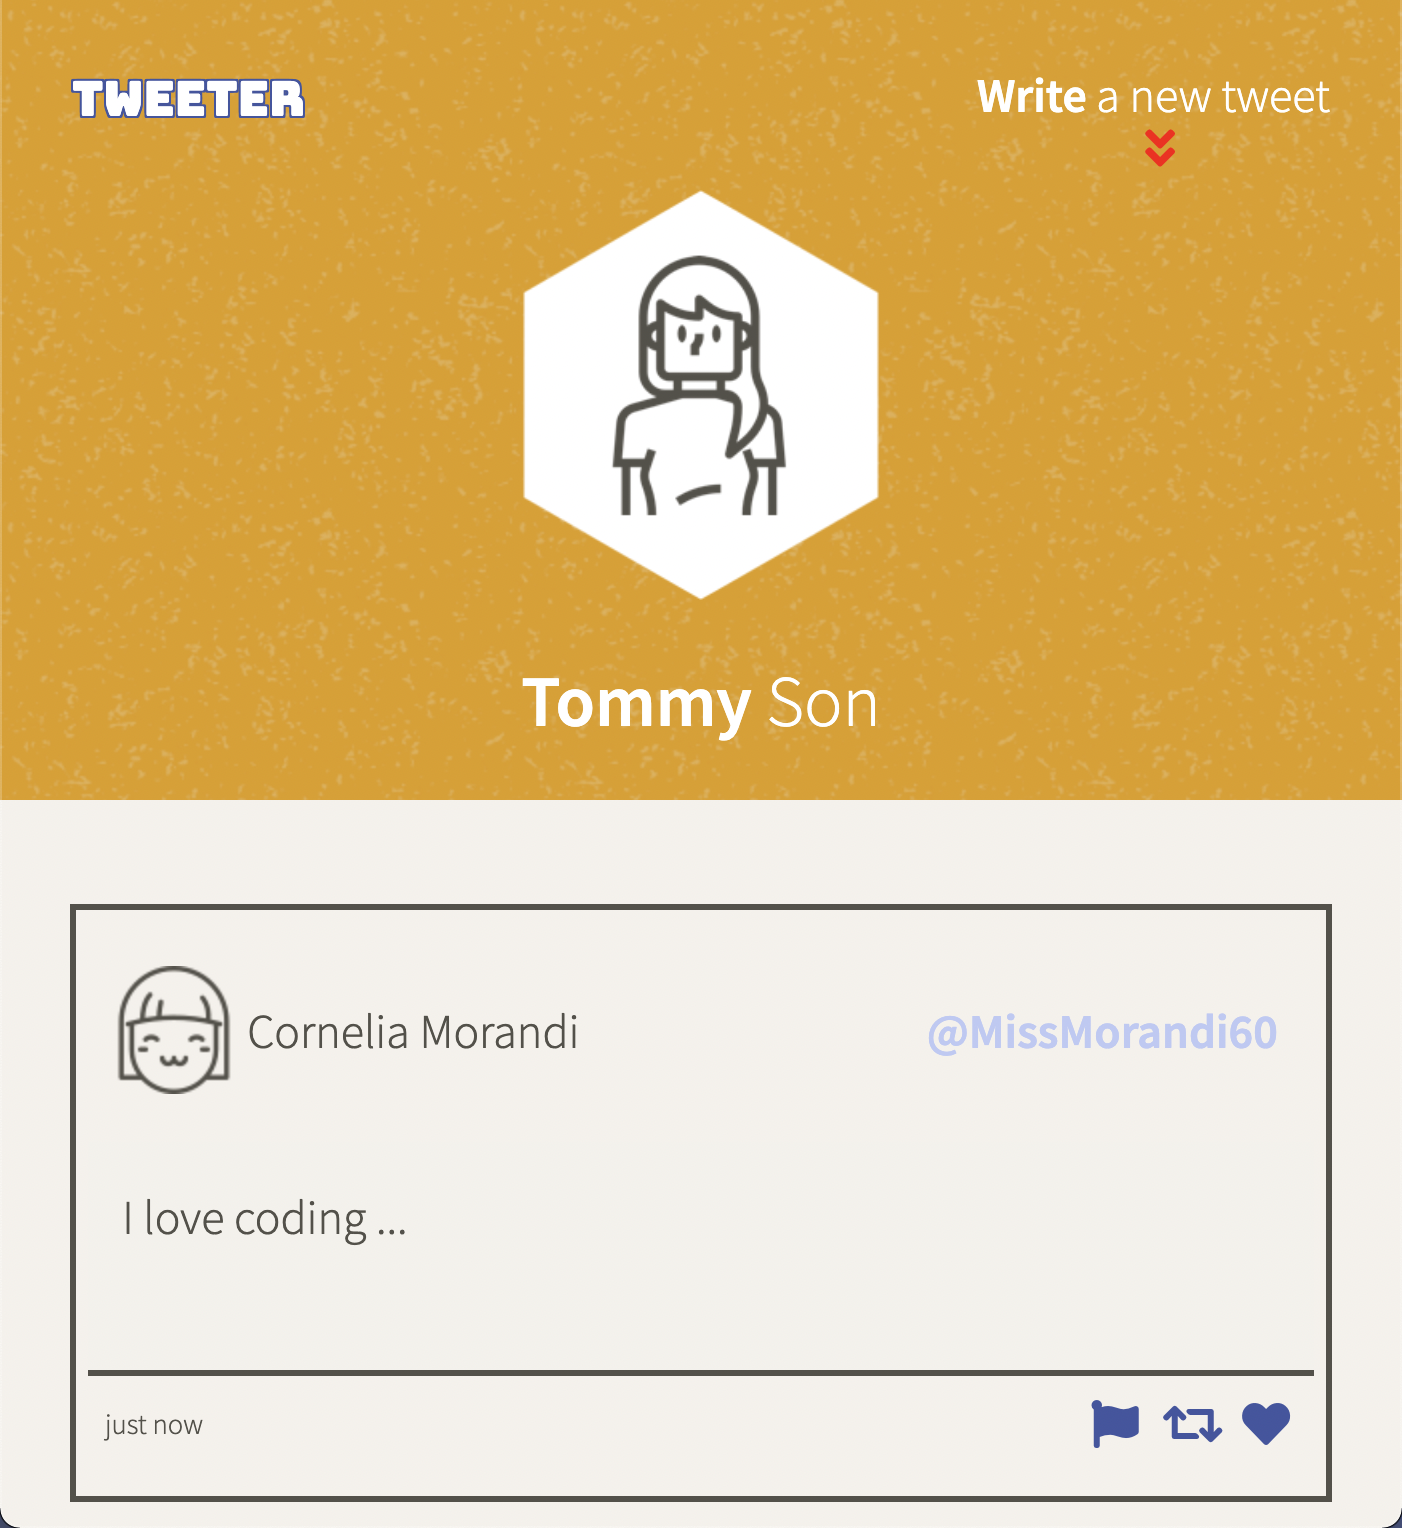 TWEETER
Write a new tweet
Tommy Son
Cornelia Morandi
@MissMorandi60
I love coding ...
just now